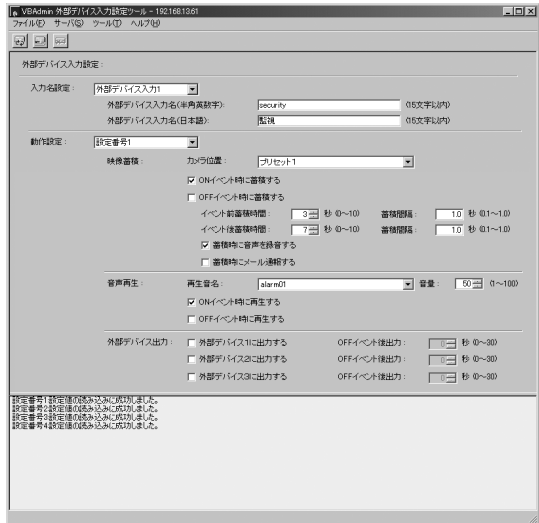 VBAdmin 外部デバイス入力設定ツール - 192.168.13.61
ファイル(F) サーバ(S) ツール(T) ヘルプ(H)
外部デバイス入力設定:
入力名設定: 外部デバイス入力1
外部デバイス入力名(半角英数字): security (15文字以内)
外部デバイス入力名(日本語): 監視 (15文字以内)
動作設定: 設定番号1
映像蓄積: カメラ位置: プリセット1
ONイベント時に蓄積する
OFFイベント時に蓄積する
イベント前蓄積時間: 3 秒 (0~10) 蓄積間隔: 1.0 秒 (0.1~1.0)
イベント後蓄積時間: 7 秒 (0~10) 蓄積間隔: 1.0 秒 (0.1~1.0)
蓄積時に音声を録音する
蓄積時にメール通報する
音声再生: 再生音名: alarm01 音量: 50 (1~100)
ONイベント時に再生する
OFFイベント時に再生する
外部デバイス出力: 外部デバイス1に出力する OFFイベント後出力: 0 秒 (0~30)
外部デバイス2に出力する OFFイベント後出力: 0 秒 (0~30)
外部デバイス3に出力する OFFイベント後出力: 0 秒 (0~30)
設定番号1設定値の読み込みに成功しました。
設定番号2設定値の読み込みに成功しました。
設定番号3設定値の読み込みに成功しました。
設定番号4設定値の読み込みに成功しました。